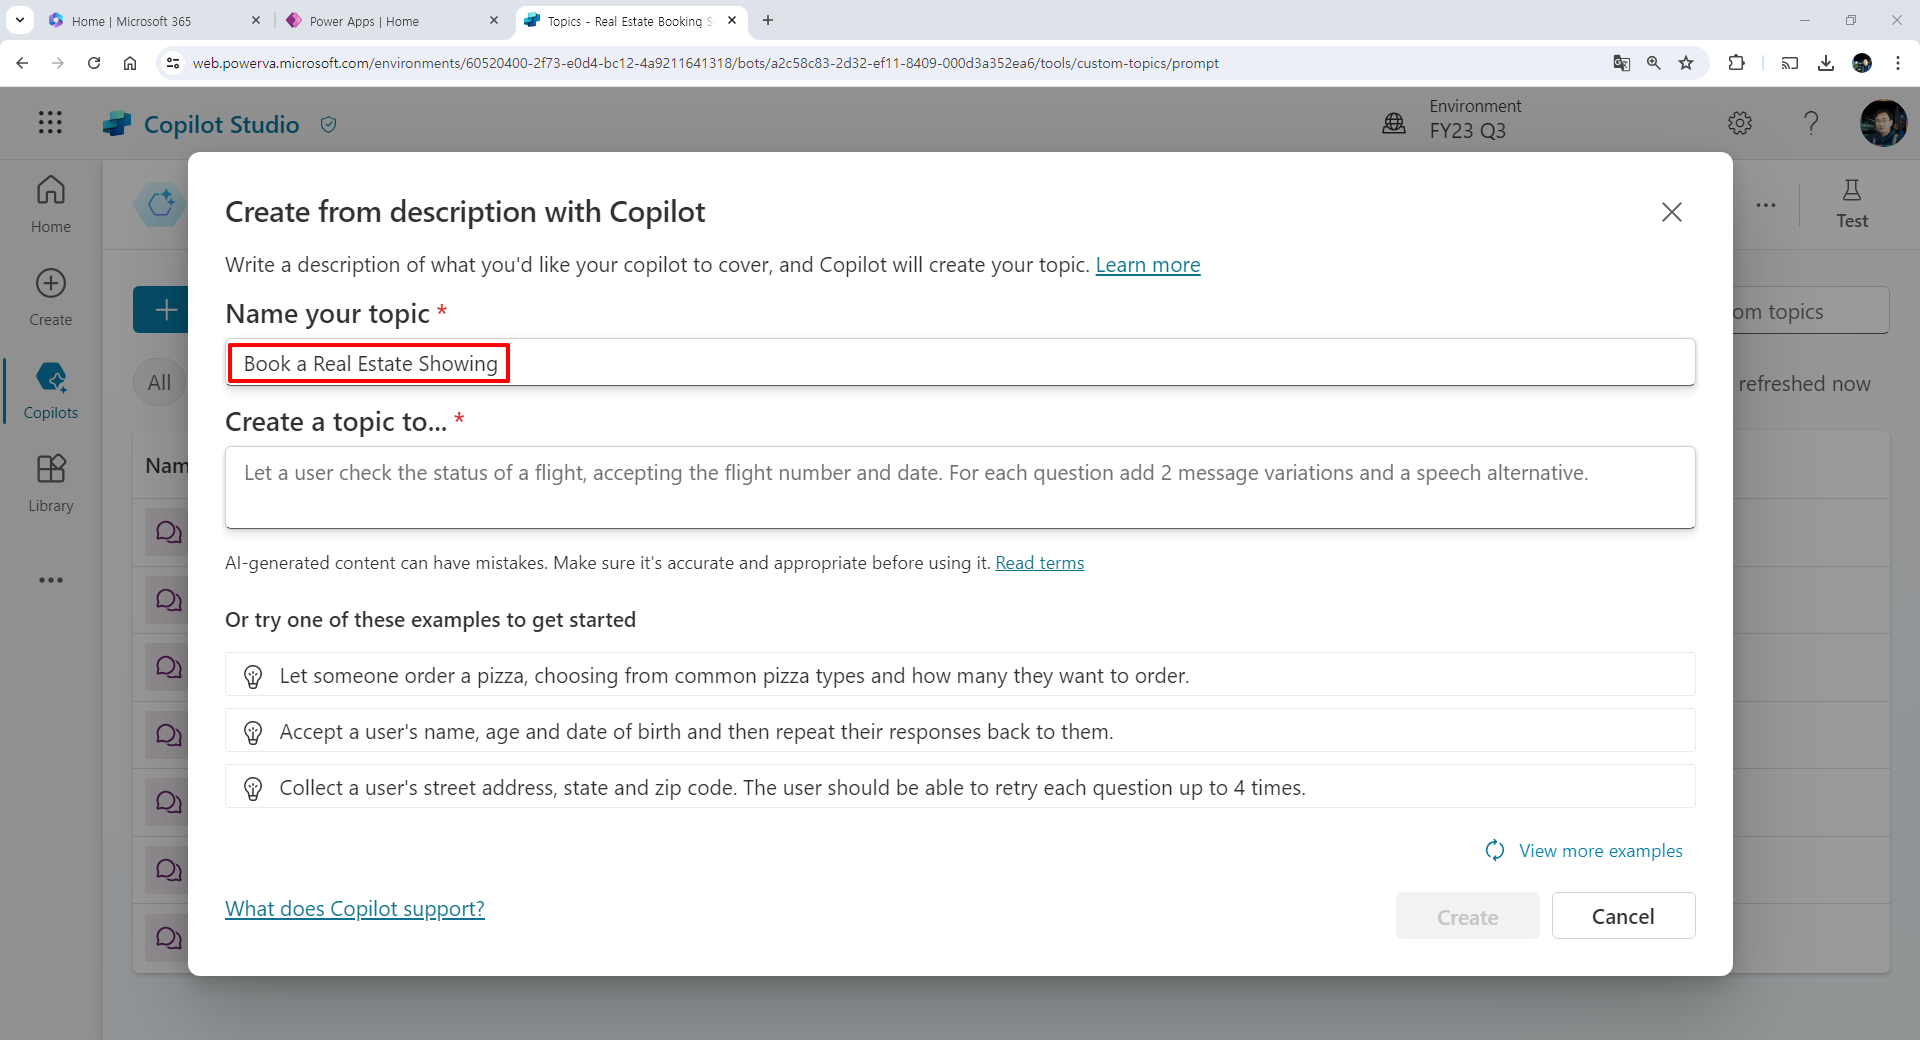 Home | Microsoft 365
Power Apps | Home
Topics - Real Estate Booking S
web.powerva.microsoft.com/environments/60520400-2f73-e0d4-bc12-4a9211641318/bots/a2c58c83-2d32-ef11-8409-000d3a352ea6/tools/custom-topics/prompt
Copilot Studio
Environment
FY23 Q3
Home
Create
Copilots
Library
Test
All
Nam
om topics
refreshed now
Create from description with Copilot
Write a description of what you'd like your copilot to cover, and Copilot will create your topic. Learn more
Name your topic *
Book a Real Estate Showing
Create a topic to... *
Let a user check the status of a flight, accepting the flight number and date. For each question add 2 message variations and a speech alternative.
AI-generated content can have mistakes. Make sure it's accurate and appropriate before using it. Read terms
Or try one of these examples to get started
Let someone order a pizza, choosing from common pizza types and how many they want to order.
Accept a user's name, age and date of birth and then repeat their responses back to them.
Collect a user's street address, state and zip code. The user should be able to retry each question up to 4 times.
View more examples
What does Copilot support?
Create
Cancel